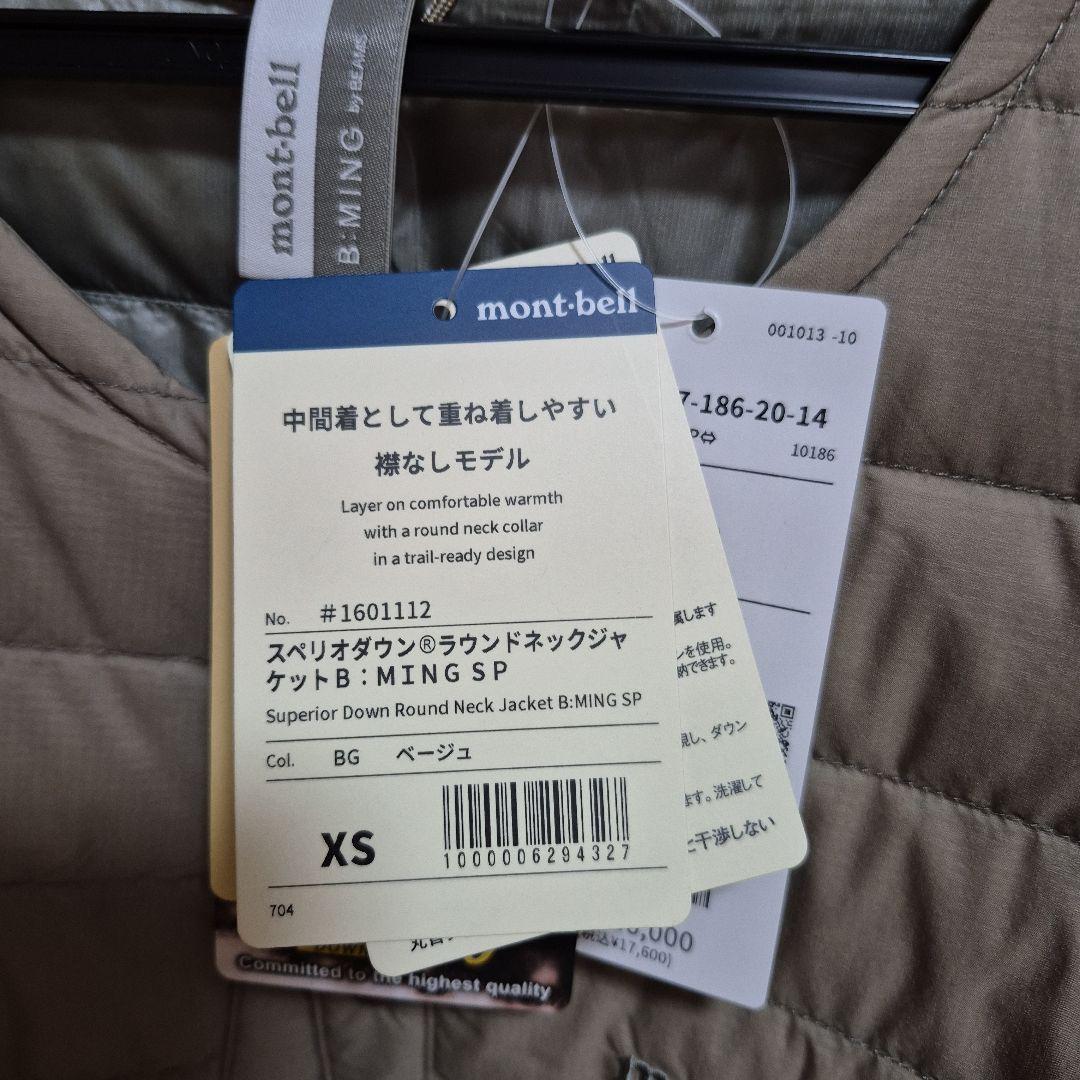 mont·bell
B:MING by BEAMS
mont·bell
中間着として重ね着しやすい
襟なしモデル
Layer on comfortable warmth
with a round neck collar
in a trail-ready design
No. #1601112
スペリオダウン®ラウンドネックジャ
ケットB：MING SP
Superior Down Round Neck Jacket B:MING SP
Col. BG ベージュ
XS
1000006294327
704
001013 -10
7-186-20-14
P⇔
10186
属します
ンを使用。
納できます。
現し、ダウン
ます。洗濯して
に干渉しない
,000
税込¥17,600)
Committed to the highest quality